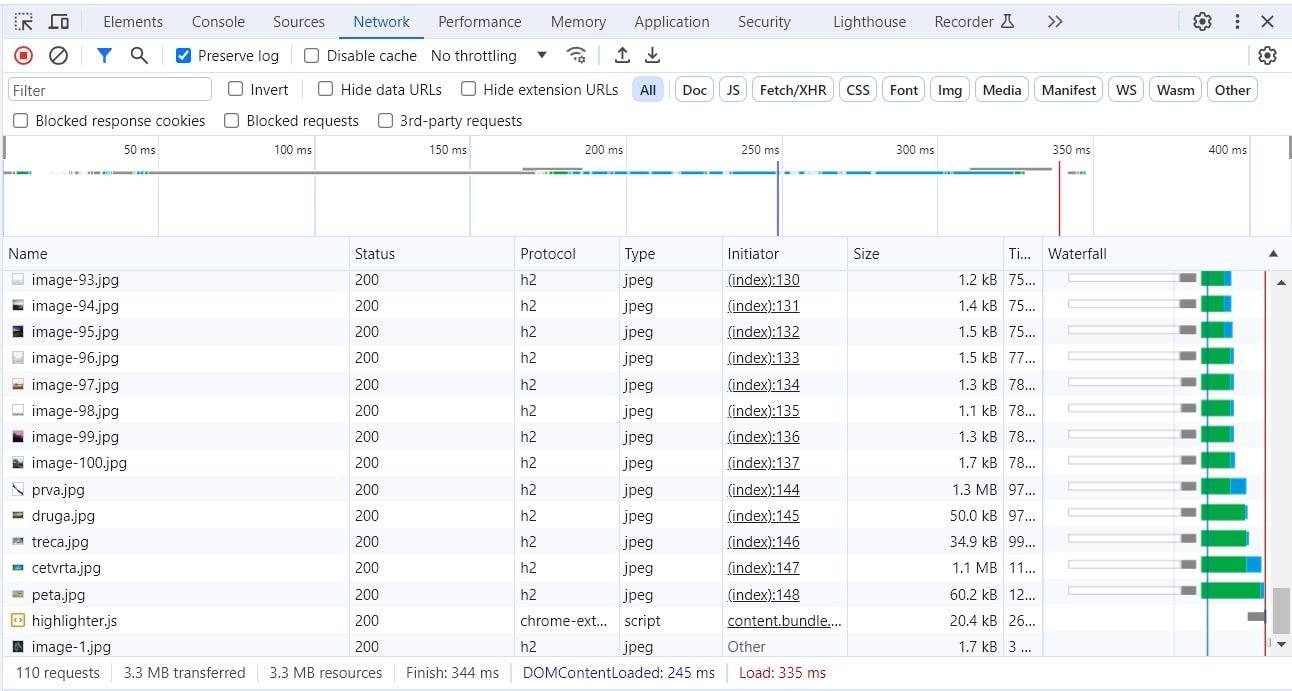 Elements Console Sources Network Performance Memory Application Security Lighthouse Recorder
Preserve log Disable cache No throttling
Filter Invert Hide data URLs Hide extension URLs All Doc JS Fetch/XHR CSS Font Img Media Manifest WS Wasm Other
Blocked response cookies Blocked requests 3rd-party requests
50 ms 100 ms 150 ms 200 ms 250 ms 300 ms 350 ms 400 ms
Name Status Protocol Type Initiator Size Ti... Waterfall
image-93.jpg 200 h2 jpeg (index):130 1.2 kB 75...
image-94.jpg 200 h2 jpeg (index):131 1.4 kB 75...
image-95.jpg 200 h2 jpeg (index):132 1.5 kB 75...
image-96.jpg 200 h2 jpeg (index):133 1.5 kB 77...
image-97.jpg 200 h2 jpeg (index):134 1.3 kB 78...
image-98.jpg 200 h2 jpeg (index):135 1.1 kB 78...
image-99.jpg 200 h2 jpeg (index):136 1.3 kB 78...
image-100.jpg 200 h2 jpeg (index):137 1.7 kB 78...
prva.jpg 200 h2 jpeg (index):144 1.3 MB 97...
druga.jpg 200 h2 jpeg (index):145 50.0 kB 97...
treca.jpg 200 h2 jpeg (index):146 34.9 kB 99...
cetvrta.jpg 200 h2 jpeg (index):147 1.1 MB 11...
peta.jpg 200 h2 jpeg (index):148 60.2 kB 12...
highlighter.js 200 chrome-ext... script content.bundle.... 20.4 kB 26...
image-1.jpg 200 h2 jpeg Other 1.7 kB 3 ...
110 requests 3.3 MB transferred 3.3 MB resources Finish: 344 ms DOMContentLoaded: 245 ms Load: 335 ms